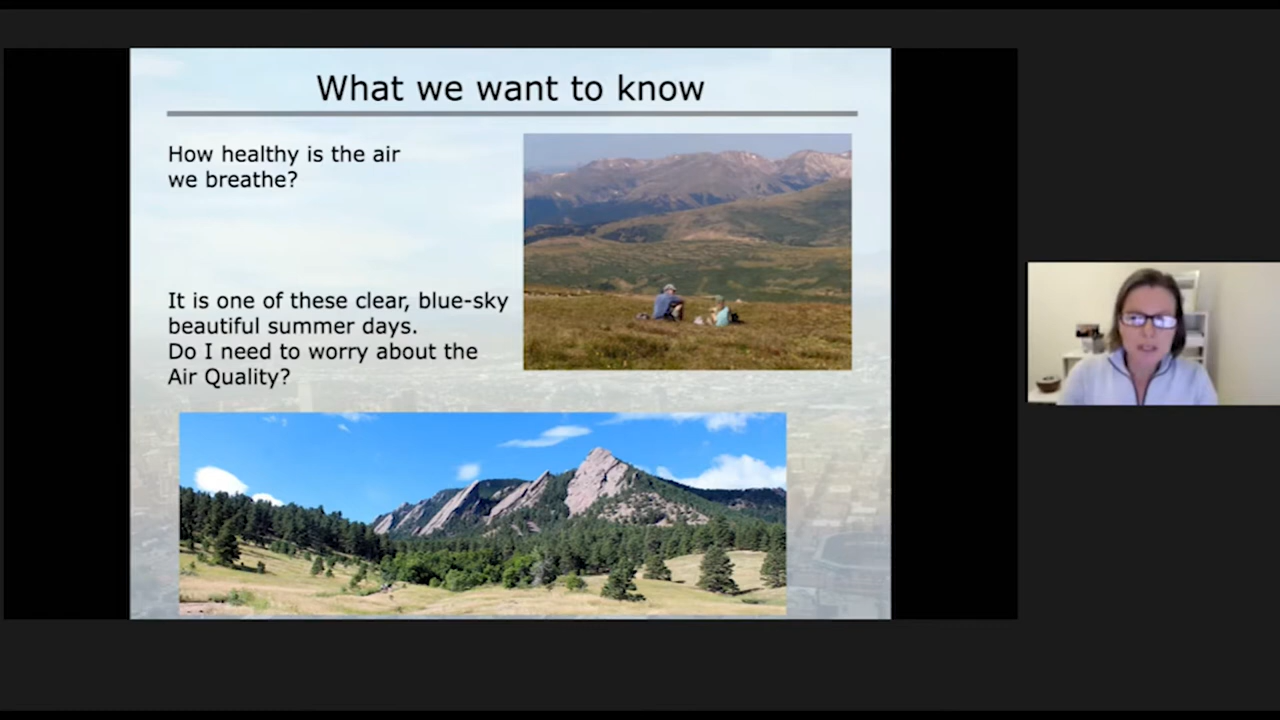 What we want to know
How healthy is the air
we breathe?
It is one of these clear, blue-sky
beautiful summer days.
Do I need to worry about the
Air Quality?